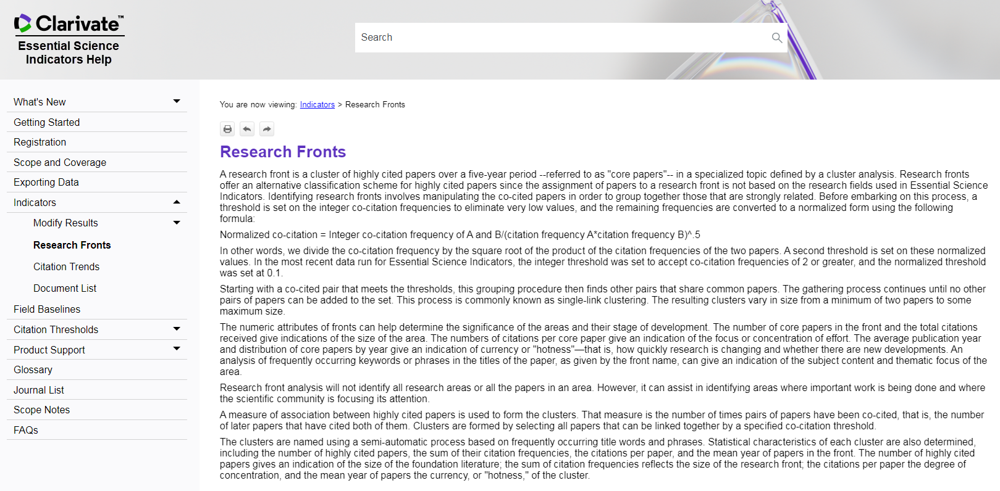 Clarivate™
Essential Science
Indicators Help
Search
What's New
Getting Started
Registration
Scope and Coverage
Exporting Data
Indicators
Modify Results
Research Fronts
Citation Trends
Document List
Field Baselines
Citation Thresholds
Product Support
Glossary
Journal List
Scope Notes
FAQs
You are now viewing: Indicators > Research Fronts
Research Fronts
A research front is a cluster of highly cited papers over a five-year period --referred to as "core papers"-- in a specialized topic defined by a cluster analysis. Research fronts
offer an alternative classification scheme for highly cited papers since the assignment of papers to a research front is not based on the research fields used in Essential Science
Indicators. Identifying research fronts involves manipulating the co-cited papers in order to group together those that are strongly related. Before embarking on this process, a
threshold is set on the integer co-citation frequencies to eliminate very low values, and the remaining frequencies are converted to a normalized form using the following
formula:
Normalized co-citation = Integer co-citation frequency of A and B/(citation frequency A*citation frequency B)^.5
In other words, we divide the co-citation frequency by the square root of the product of the citation frequencies of the two papers. A second threshold is set on these normalized
values. In the most recent data run for Essential Science Indicators, the integer threshold was set to accept co-citation frequencies of 2 or greater, and the normalized threshold
was set at 0.1.
Starting with a co-cited pair that meets the thresholds, this grouping procedure then finds other pairs that share common papers. The gathering process continues until no other
pairs of papers can be added to the set. This process is commonly known as single-link clustering. The resulting clusters vary in size from a minimum of two papers to some
maximum size.
The numeric attributes of fronts can help determine the significance of the areas and their stage of development. The number of core papers in the front and the total citations
received give indications of the size of the area. The numbers of citations per core paper give an indication of the focus or concentration of effort. The average publication year
and distribution of core papers by year give an indication of currency or "hotness"—that is, how quickly research is changing and whether there are new developments. An
analysis of frequently occurring keywords or phrases in the titles of the paper, as given by the front name, can give an indication of the subject content and thematic focus of the
area.
Research front analysis will not identify all research areas or all the papers in an area. However, it can assist in identifying areas where important work is being done and where
the scientific community is focusing its attention.
A measure of association between highly cited papers is used to form the clusters. That measure is the number of times pairs of papers have been co-cited, that is, the number
of later papers that have cited both of them. Clusters are formed by selecting all papers that can be linked together by a specified co-citation threshold.
The clusters are named using a semi-automatic process based on frequently occurring title words and phrases. Statistical characteristics of each cluster are also determined,
including the number of highly cited papers, the sum of their citation frequencies, the citations per paper, and the mean year of papers in the front. The number of highly cited
papers gives an indication of the size of the foundation literature; the sum of citation frequencies reflects the size of the research front; the citations per paper the degree of
concentration, and the mean year of papers the currency, or "hotness," of the cluster.